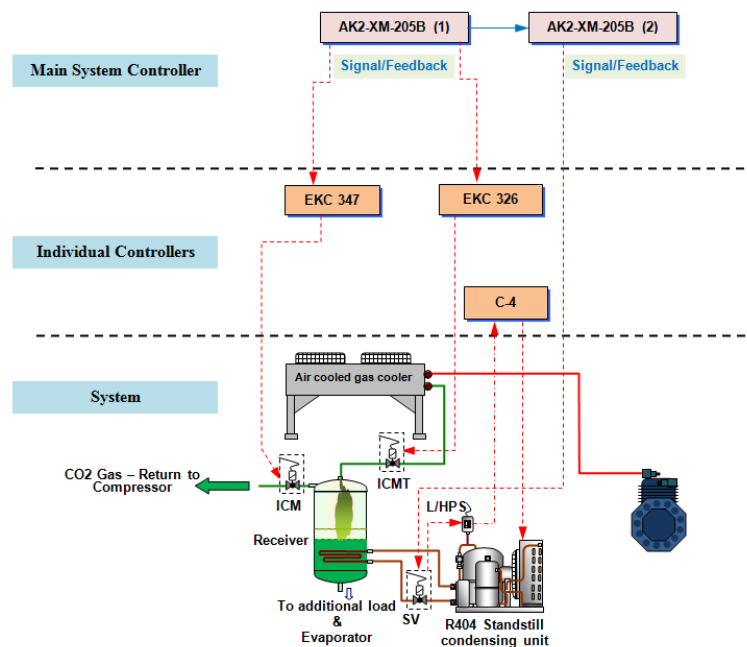 AK2-XM-205B (1)
AK2-XM-205B (2)
Main System Controller
Signal/Feedback
Signal/Feedback
EKC 347
EKC 326
Individual Controllers
C-4
System
Air cooled gas cooler
CO2 Gas – Return to
Compressor
ICM
ICMT
Receiver
L/HPS
To additional load
&
Evaporator
SV
R404 Standstill
condensing unit